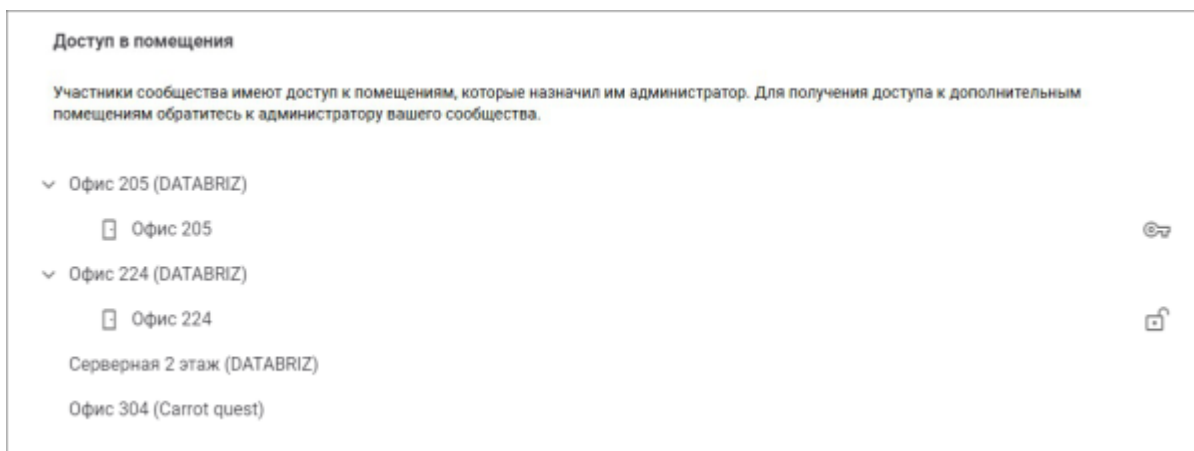 Доступ в помещения
Участники сообщества имеют доступ к помещениям, которые назначил им администратор. Для получения доступа к дополнительным
помещениям обратитесь к администратору вашего сообщества.
Офис 205 (DATABRIZ)
Офис 205
Офис 224 (DATABRIZ)
Офис 224
Серверная 2 этаж (DATABRIZ)
Офис 304 (Carrot quest)